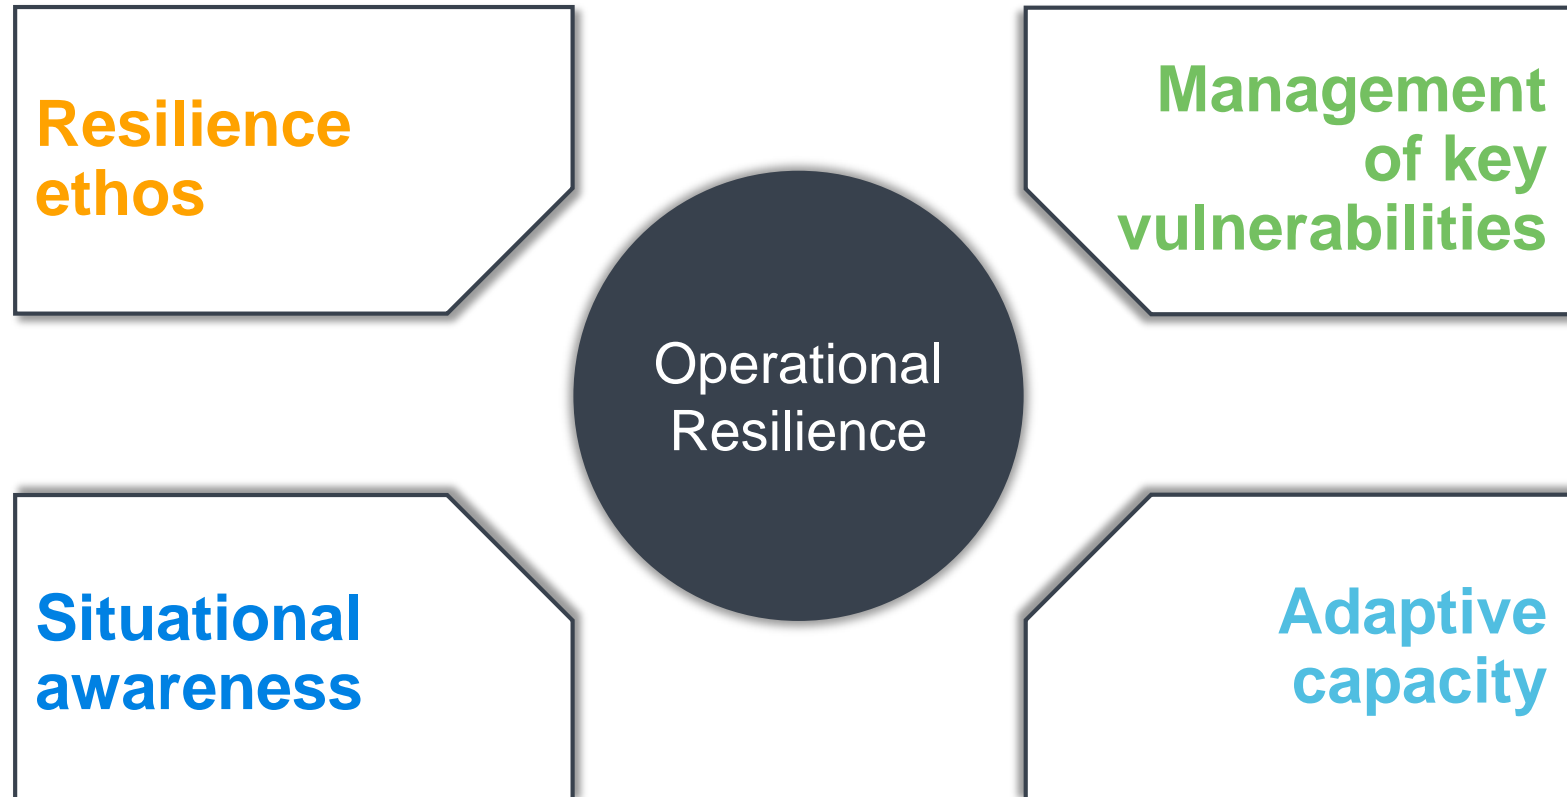 Resilience
ethos
Management
of key
vulnerabilities
Operational
Resilience
Situational
awareness
Adaptive
capacity